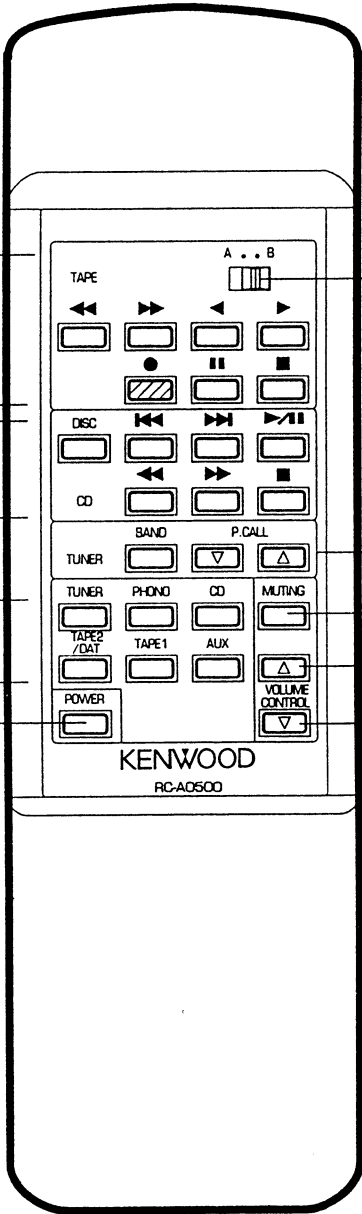 A . . B
TAPE
DISC
CD
BAND P.CALL
TUNER
TUNER PHONO CD MUTING
TAPE2
/DAT TAPE1 AUX
POWER VOLUME
CONTROL
KENWOOD
RC-A0500